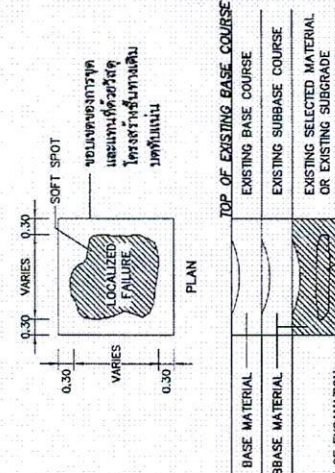 0.30
VARIES
0.30
SOFT SPOT
ขอบเขตของการขุด
และแทนที่ด้วยวัสดุ
โครงสร้างชั้นทางเดิม
บดทับแน่น
0.30
VARIES
0.30
LOCALIZED
FAILURE
PLAN
TOP OF EXISTING BASE COURSE
EXISTING BASE COURSE
EXISTING SUBBASE COURSE
EXISTING SELECTED MATERIAL
OR EXISTING SUBGRADE
BASE MATERIAL
BBASE MATERIAL